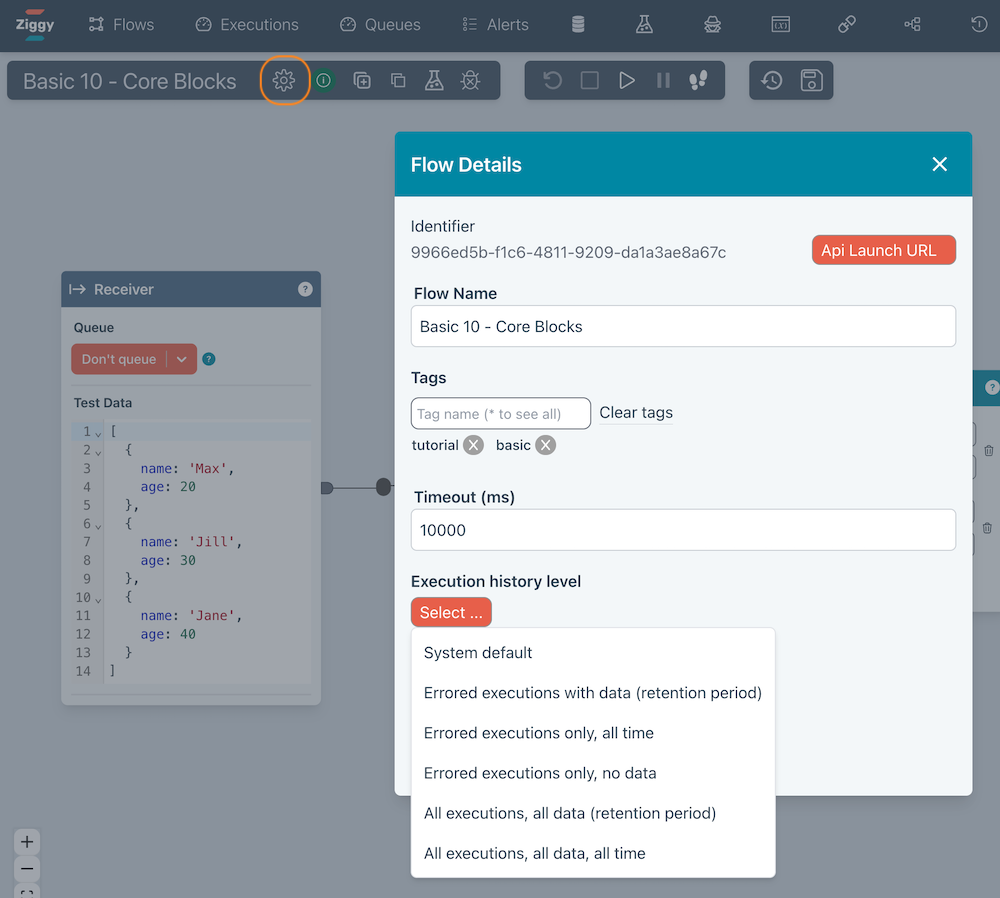 Ziggy
Flows
Executions
Queues
Alerts
Basic 10 - Core Blocks
Flow Details
Identifier
9966ed5b-f1c6-4811-9209-da1a3ae8a67c
Api Launch URL
Flow Name
Basic 10 - Core Blocks
Tags
Tag name (* to see all)
Clear tags
tutorial
basic
Timeout (ms)
10000
Execution history level
Select ...
System default
Errored executions with data (retention period)
Errored executions only, all time
Errored executions only, no data
All executions, all data (retention period)
All executions, all data, all time
Receiver
?
Queue
Don't queue
?
Test Data
1 [
2 {
3 name: 'Max',
4 age: 20
5 },
6 {
7 name: 'Jill',
8 age: 30
9 },
10 {
11 name: 'Jane',
12 age: 40
13 }
14 ]
?